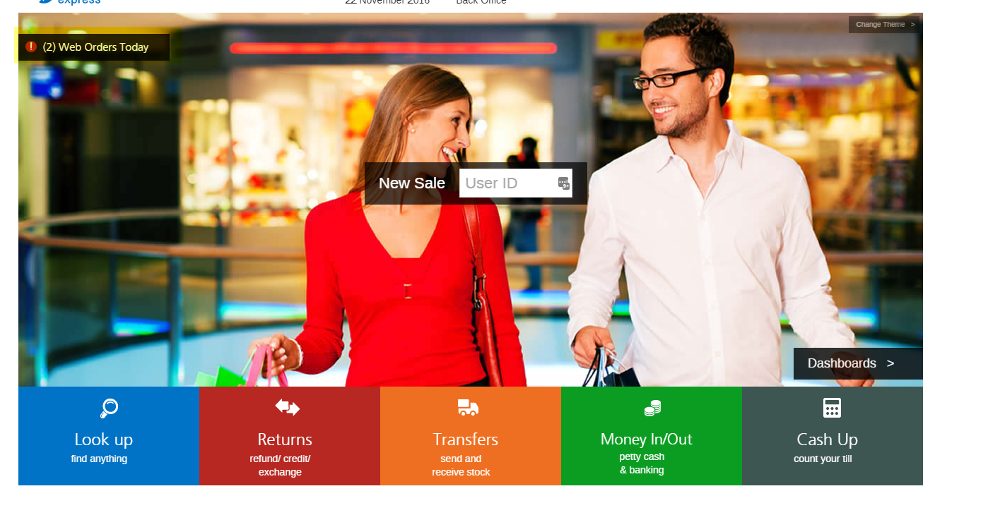 express
22 November 2016 Back Office
Change Theme >
(2) Web Orders Today
New Sale User ID
Dashboards >
Look up
find anything
Returns
refund/ credit/
exchange
Transfers
send and
receive stock
Money In/Out
petty cash
& banking
Cash Up
count your till